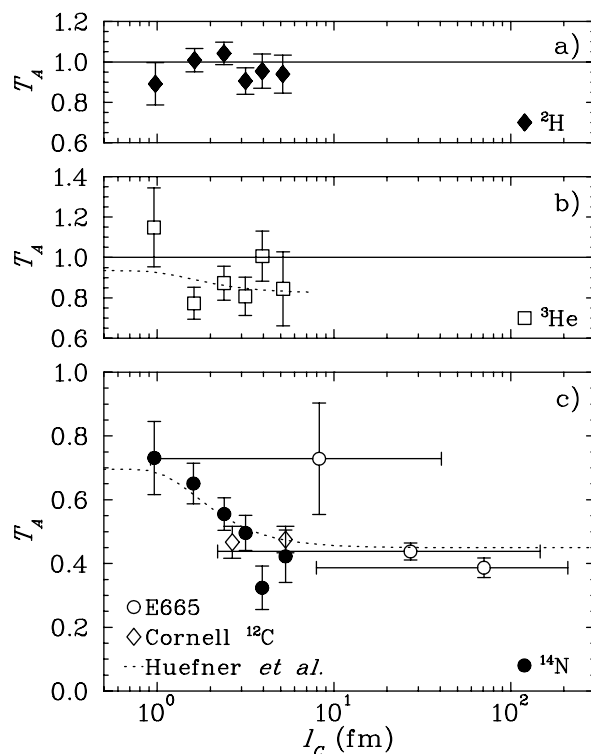 1.2
1.0
0.8
0.6
T_A
a)
²H
1.4
1.2
1.0
0.8
0.6
T_A
b)
³He
1.0
0.8
0.6
0.4
0.2
0.0
T_A
c)
E665
Cornell ¹²C
Huefner et al.
¹⁴N
10⁰
10¹
10²
l_c (fm)